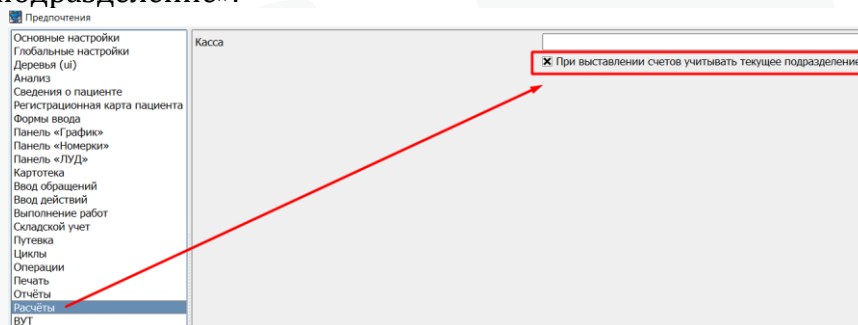 подразделение».
Предпочтения
Основные настройки
Глобальные настройки
Деревья (ui)
Анализ
Сведения о пациенте
Регистрационная карта пациента
Формы ввода
Панель «График»
Панель «Номерки»
Панель «ЛУД»
Картотека
Ввод обращений
Ввод действий
Выполнение работ
Складской учет
Путевка
Циклы
Операции
Печать
Отчёты
Расчёты
ВУТ
Касса
При выставлении счетов учитывать текущее подразделение